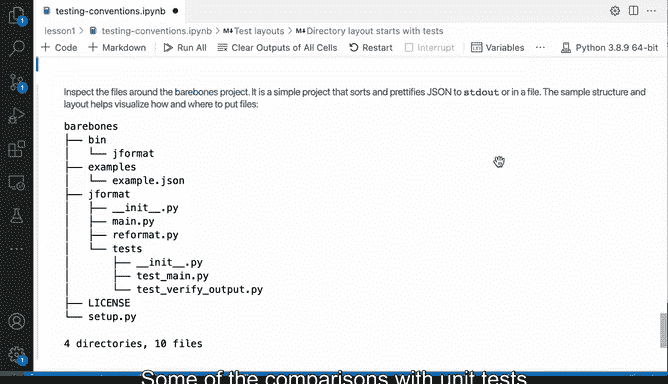 testing-conventions.ipynb ●
lesson1 > testing-conventions.ipynb > M↓Test layouts > M↓Directory layout starts with tests
+ Code + Markdown Run All Clear Outputs of All Cells Restart Interrupt Variables ... Python 3.8.9 64-bit
Inspect the files around the barebones project. It is a simple project that sorts and prettifies JSON to stdout or in a file. The sample structure and
layout helps visualize how and where to put files:
barebones
├── bin
│   └── jformat
├── examples
│   └── example.json
├── jformat
│   ├── __init__.py
│   ├── main.py
│   ├── reformat.py
│   └── tests
│       ├── __init__.py
│       ├── test_main.py
│       └── test_verify_output.py
├── LICENSE
└── setup.py
4 directories, 10 files
1
1
1
Some of the comparisons with unit tests